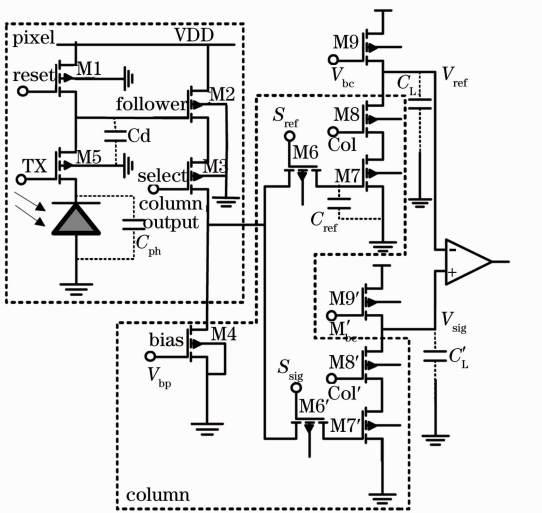 pixel
VDD
reset
M1
follower
M2
Cd
TX
M5
select
M3
column
output
C_ph
bias
M4
V_bp
column
M9
V_bc
C_L
V_ref
S_ref
M8
Col
M6
M7
C_ref
-
+
M9′
M′_bc
V_sig
M8′
Col′
C′_L
S_sig
M6′
M7′